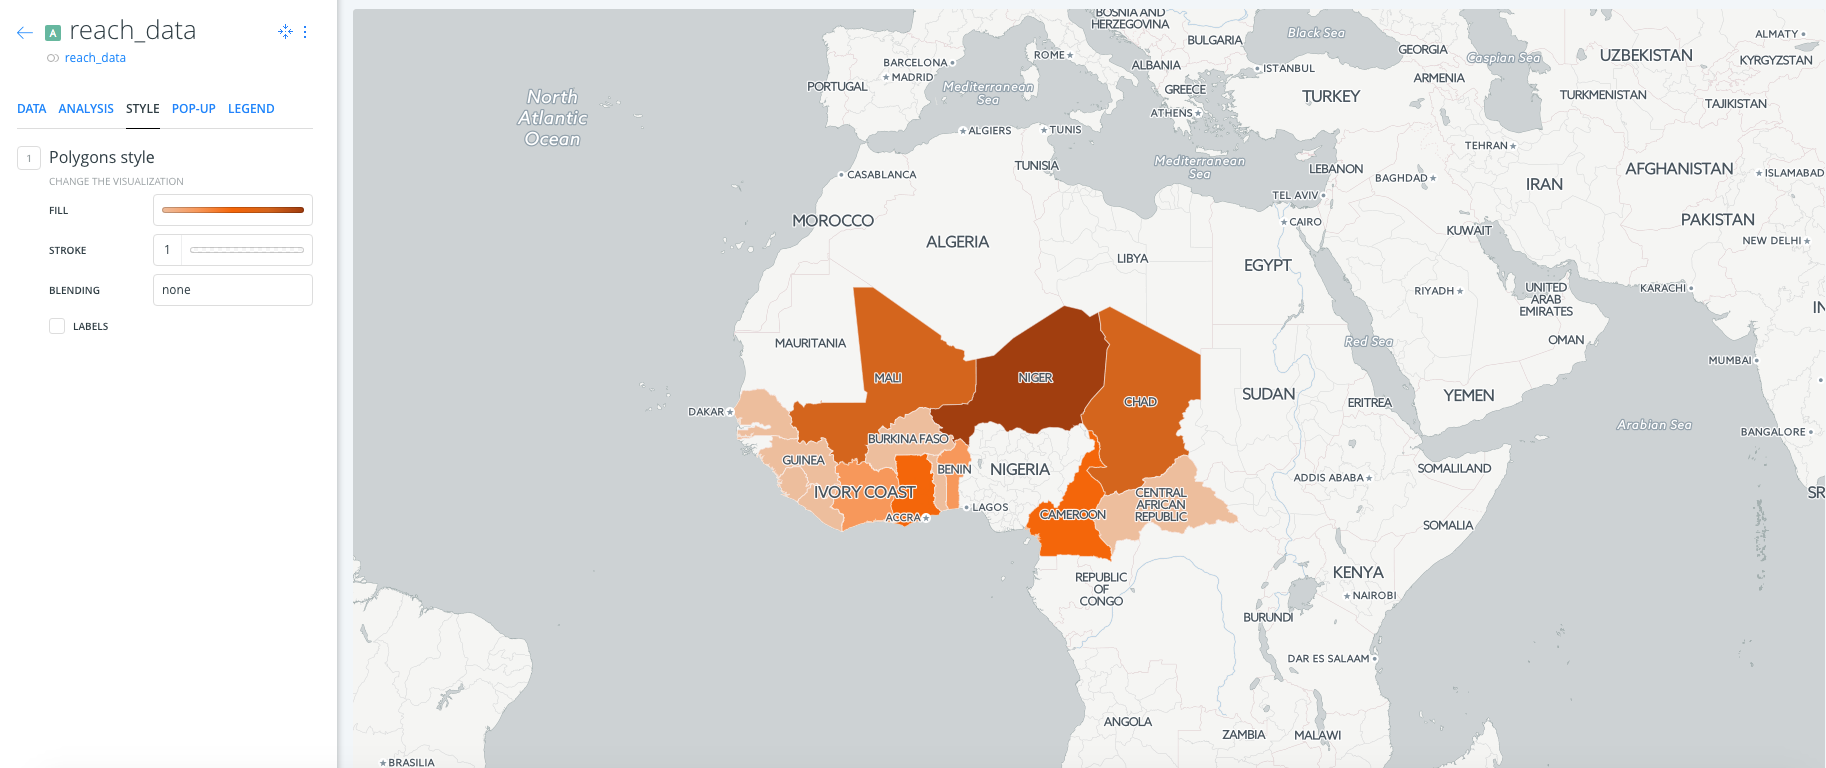 A reach_data
reach_data
DATA ANALYSIS STYLE POP-UP LEGEND
1 Polygons style
CHANGE THE VISUALIZATION
FILL
STROKE 1
BLENDING none
LABELS
BOSNIA AND
HERZEGOVINA
Black Sea
BULGARIA
GEORGIA
Caspian Sea
UZBEKISTAN
ALMATY
KYRGYZSTAN
ROME
BARCELONA
MADRID
ALBANIA
ISTANBUL
ARMENIA
PORTUGAL
Mediterranean
Sea
GREECE
TURKEY
TURKMENISTAN
TAJIKISTAN
North
Atlantic
Ocean
ATHENS
ALGIERS
TUNIS
TEHRAN
TUNISIA
Mediterranean
Sea
LEBANON
AFGHANISTAN
ISLAMABAD
CASABLANCA
BAGHDAD
IRAN
TEL AVIV
MOROCCO
CAIRO
KUWAIT
PAKISTAN
NEW DELHI
ALGERIA
LIBYA
EGYPT
RIYADH
UNITED
ARAB
EMIRATES
KARACHI
IN
MAURITANIA
Red Sea
OMAN
MUMBAI
MALI
NIGER
CHAD
SUDAN
ERITREA
YEMEN
DAKAR
Arabian Sea
BANGALORE
BURKINA FASO
GUINEA
BENIN
NIGERIA
ADDIS ABABA
SOMALILAND
IVORY COAST
CENTRAL
AFRICAN
REPUBLIC
SR
LAGOS
ACCRA
CAMEROON
SOMALIA
REPUBLIC
OF
CONGO
KENYA
NAIROBI
BURUNDI
DAR ES SALAAM
ANGOLA
ZAMBIA
MALAWI
BRASILIA